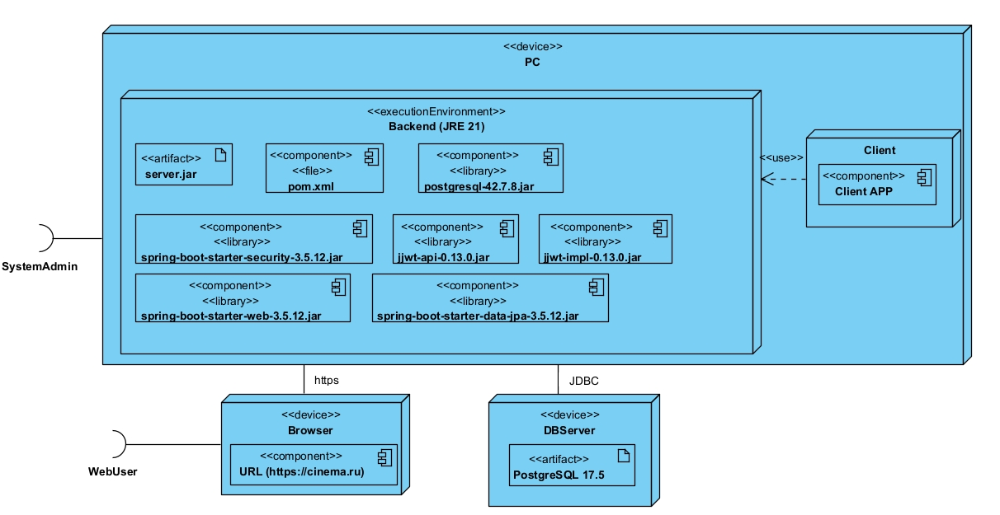 <<device>>
PC
<<executionEnvironment>>
Backend (JRE 21)
<<artifact>>
server.jar
<<component>>
<<file>>
pom.xml
<<component>>
<<library>>
postgresql-42.7.8.jar
<<use>>
Client
<<component>>
Client APP
<<component>>
<<library>>
spring-boot-starter-security-3.5.12.jar
<<component>>
<<library>>
jjwt-api-0.13.0.jar
<<component>>
<<library>>
jjwt-impl-0.13.0.jar
SystemAdmin
<<component>>
<<library>>
spring-boot-starter-web-3.5.12.jar
<<component>>
<<library>>
spring-boot-starter-data-jpa-3.5.12.jar
https
JDBC
<<device>>
Browser
<<component>>
URL (https://cinema.ru)
WebUser
<<device>>
DBServer
<<artifact>>
PostgreSQL 17.5